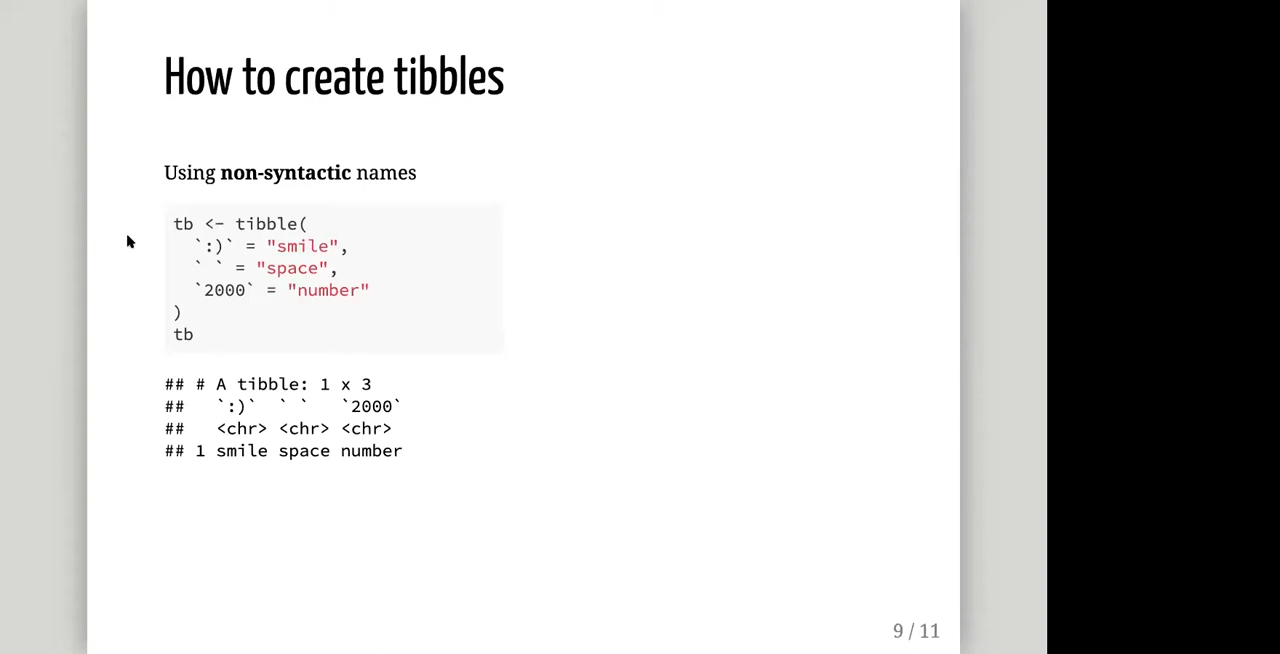 How to create tibbles
Using non-syntactic names
tb <- tibble(
  `:)` = "smile",
  ` ` = "space",
  `2000` = "number"
)
tb
## # A tibble: 1 x 3
##   `:)`  ` `   `2000`
##   <chr> <chr> <chr>
## 1 smile space number
9 / 11